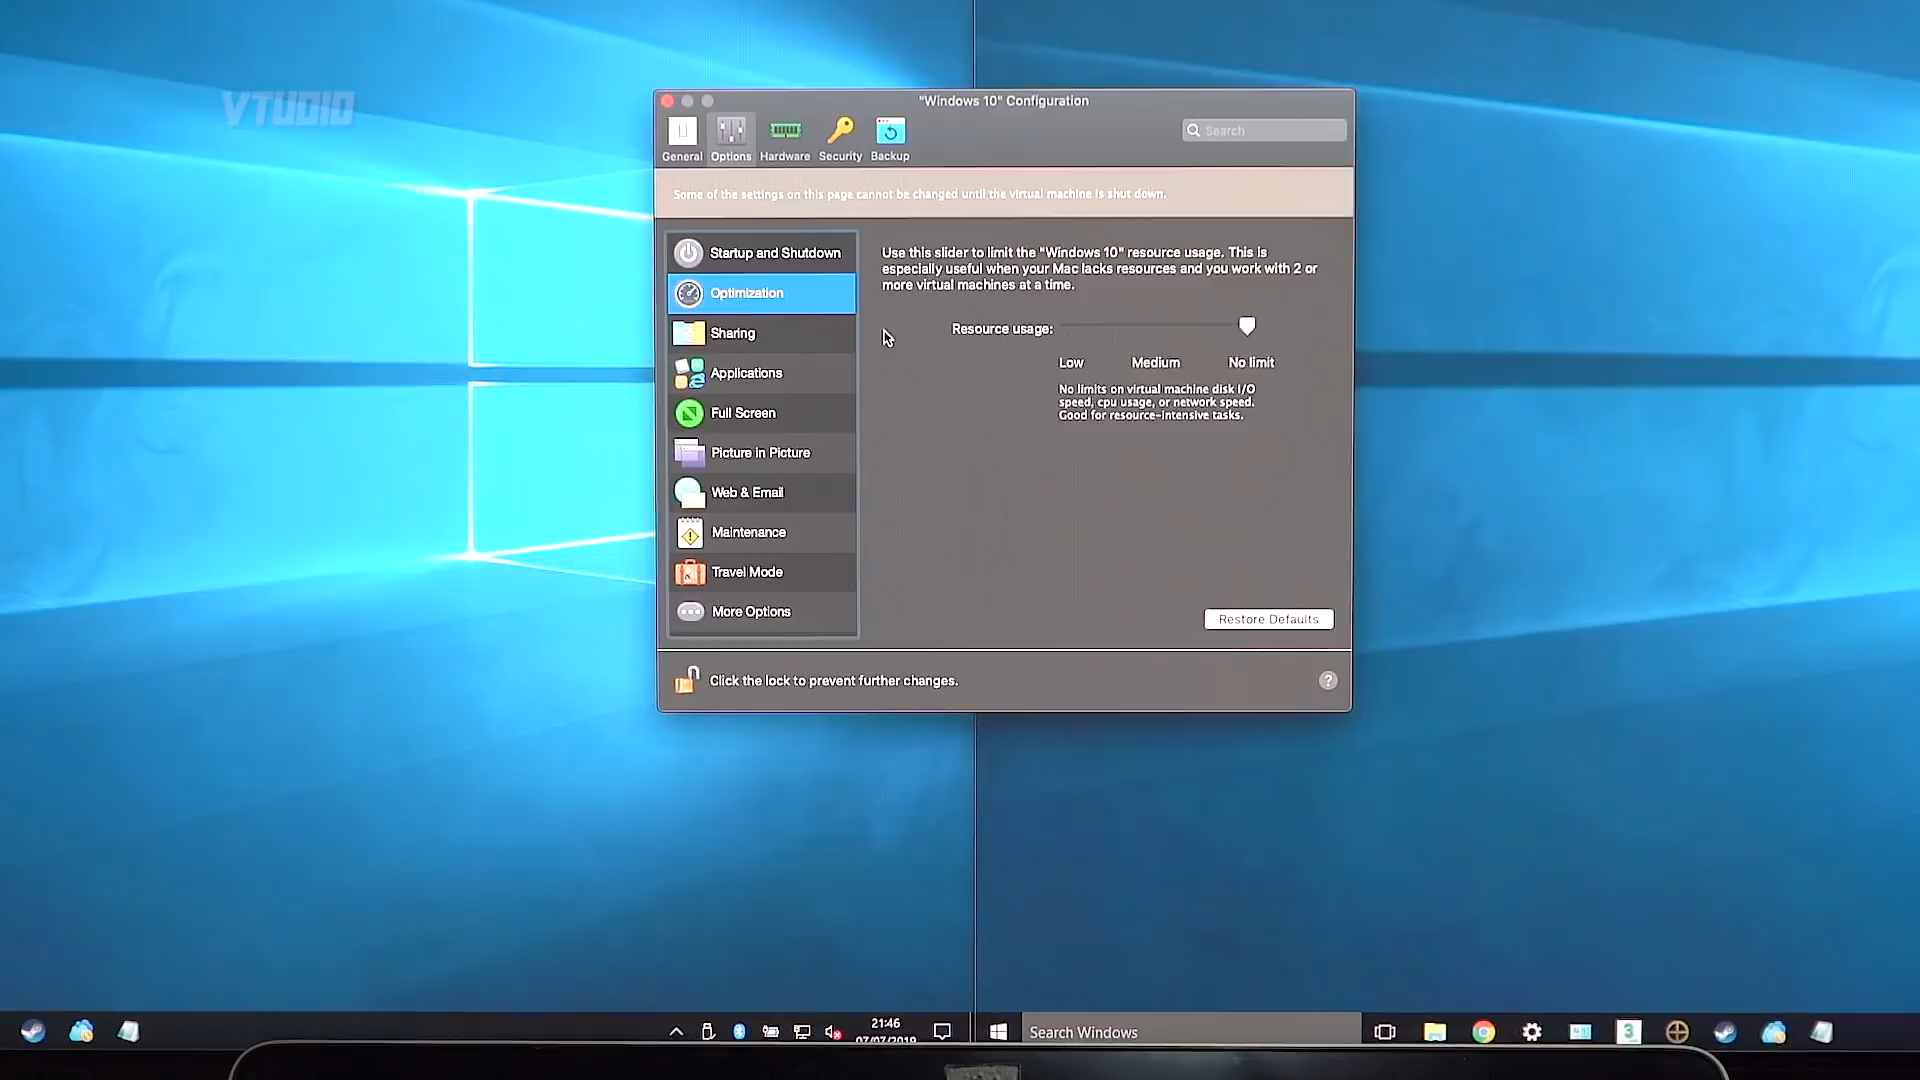 VTUDIO
"Windows 10" Configuration
General
Options
Hardware
Security
Backup
Search
Some of the settings on this page cannot be changed until the virtual machine is shut down.
Startup and Shutdown
Optimization
Sharing
Applications
Full Screen
Picture in Picture
Web & Email
Maintenance
Travel Mode
More Options
Use this slider to limit the "Windows 10" resource usage. This is
especially useful when your Mac lacks resources and you work with 2 or
more virtual machines at a time.
Resource usage:
Low
Medium
No limit
No limits on virtual machine disk I/O
speed, cpu usage, or network speed.
Good for resource-intensive tasks.
Restore Defaults
Click the lock to prevent further changes.
?
21:46
07/07/2019
Search Windows
3